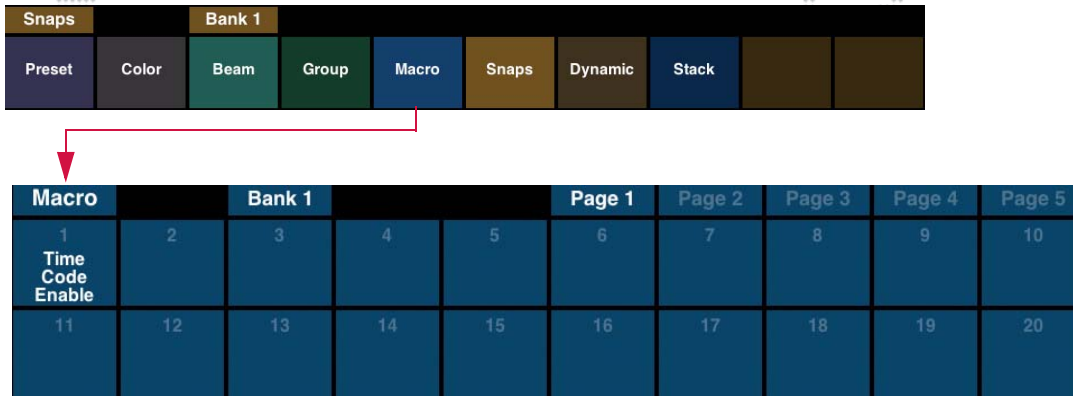 Snaps Bank 1
Preset Color Beam Group Macro Snaps Dynamic Stack
Macro Bank 1 Page 1 Page 2 Page 3 Page 4 Page 5
1 2 3 4 5 6 7 8 9 10
Time
Code
Enable
11 12 13 14 15 16 17 18 19 20